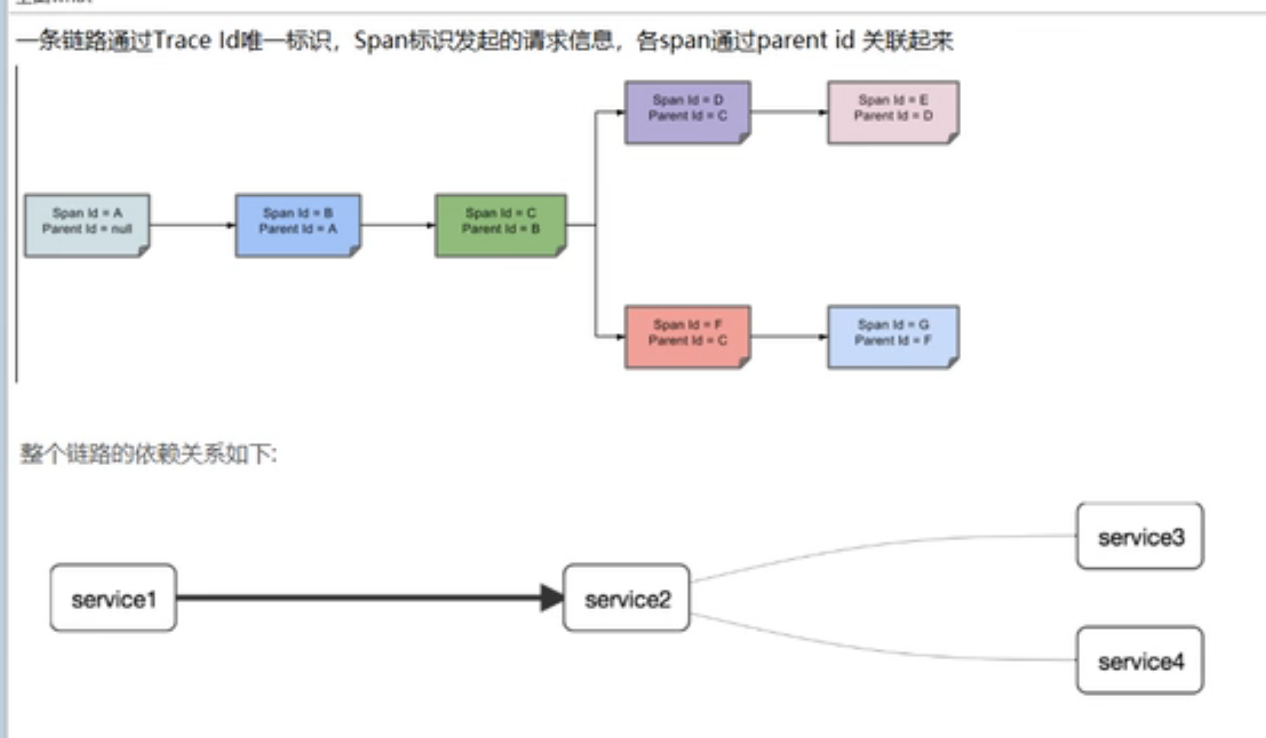 一条链路通过Trace Id唯一标识，Span标识发起的请求信息，各span通过parent id 关联起来
Span Id = D
Parent Id = C
Span Id = E
Parent Id = D
Span Id = A
Parent Id = null
Span Id = B
Parent Id = A
Span Id = C
Parent Id = B
Span Id = F
Parent Id = C
Span Id = G
Parent Id = F
整个链路的依赖关系如下:
service3
service1
service2
service4